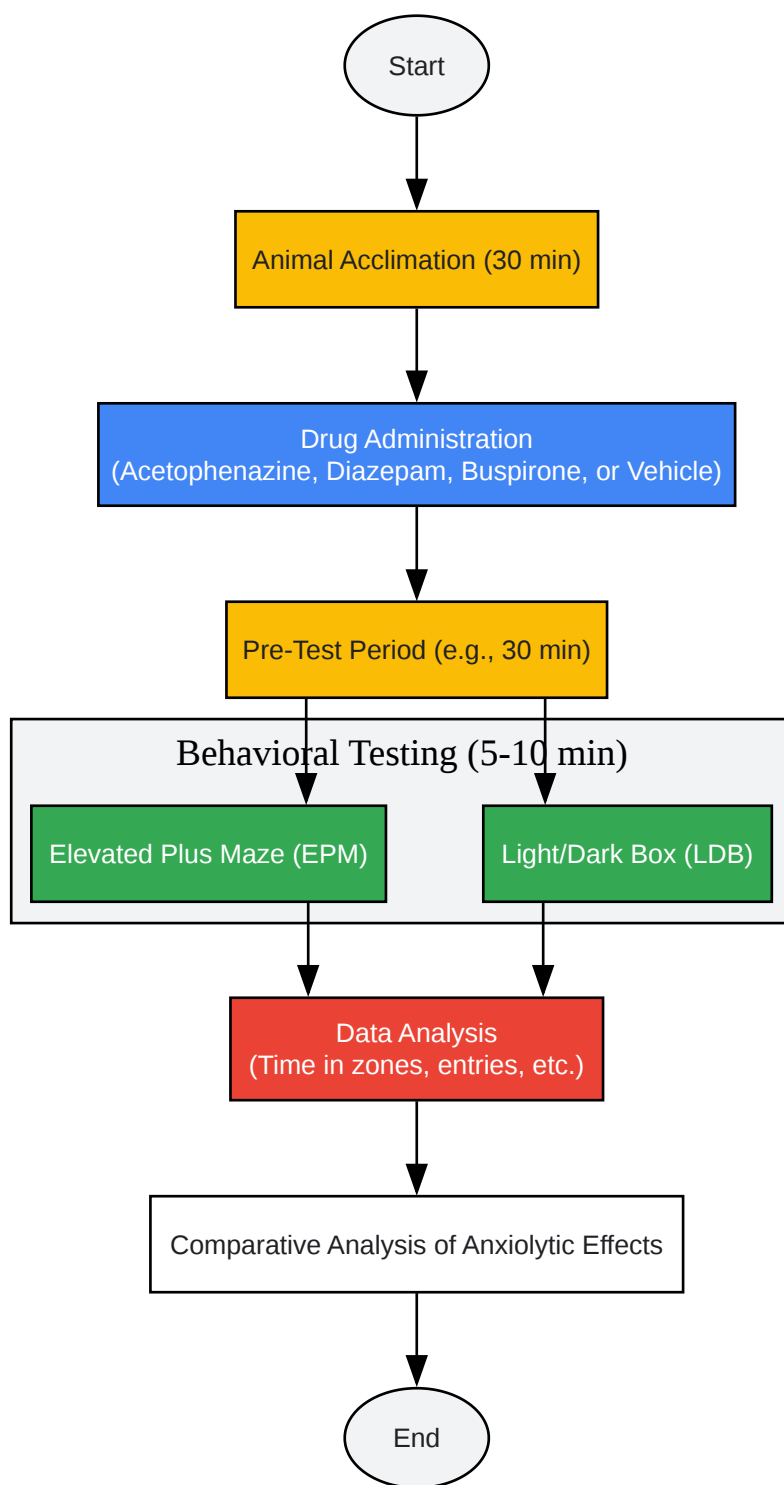 Start
Animal Acclimation (30 min)
Drug Administration
(Acetophenazine, Diazepam, Buspirone, or Vehicle)
Pre-Test Period (e.g., 30 min)
Behavioral Testing (5-10 min)
Elevated Plus Maze (EPM)
Light/Dark Box (LDB)
Data Analysis
(Time in zones, entries, etc.)
Comparative Analysis of Anxiolytic Effects
End